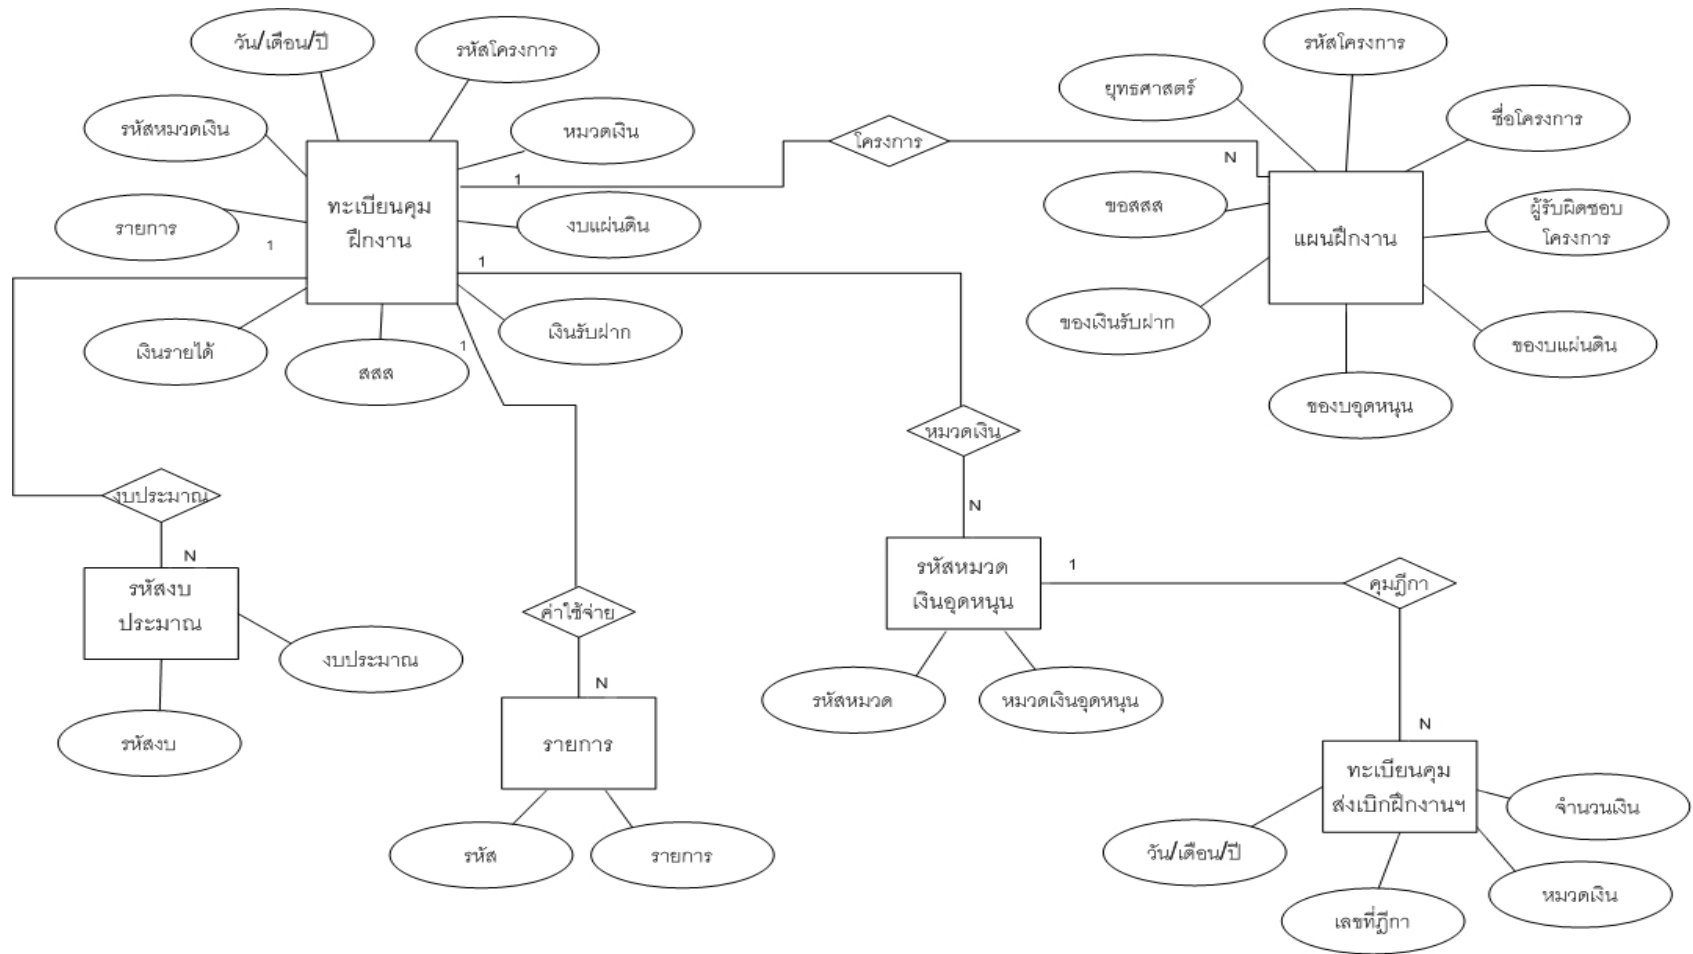 วัน/เดือน/ปี
รหัสโครงการ
รหัสหมวดเงิน
หมวดเงิน
ทะเบียนคุม
ฝึกงาน
รายการ
งบแผ่นดิน
เงินรายได้
สสส
เงินรับฝาก
1
1
1
1
โครงการ
N
รหัสโครงการ
ยุทธศาสตร์
ชื่อโครงการ
ขอสสส
แผนฝึกงาน
ผู้รับผิดชอบ
โครงการ
ของเงินรับฝาก
ของบแผ่นดิน
ของบอุดหนุน
งบประมาณ
N
รหัสงบ
ประมาณ
งบประมาณ
รหัสงบ
ค่าใช้จ่าย
N
รายการ
รหัส
รายการ
หมวดเงิน
N
รหัสหมวด
เงินอุดหนุน
รหัสหมวด
หมวดเงินอุดหนุน
1
คุมฎีกา
N
ทะเบียนคุม
ส่งเบิกฝึกงานฯ
วัน/เดือน/ปี
จำนวนเงิน
หมวดเงิน
เลขที่ฎีกา